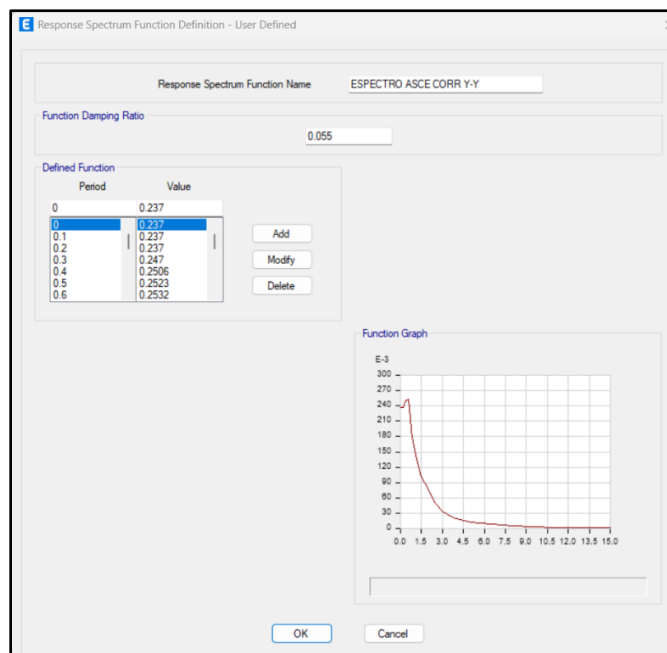 E Response Spectrum Function Definition - User Defined
Response Spectrum Function Name ESPECTRO ASCE CORR Y-Y
Function Damping Ratio
0.055
Defined Function
Period Value
0 0.237
0 0.237
0.1 0.237
0.2 0.237
0.3 0.247
0.4 0.2506
0.5 0.2523
0.6 0.2532
Add
Modify
Delete
Function Graph
E-3
300
270
240
210
180
150
120
90
60
30
0
0.0 1.5 3.0 4.5 6.0 7.5 9.0 10.5 12.0 13.5 15.0
OK Cancel